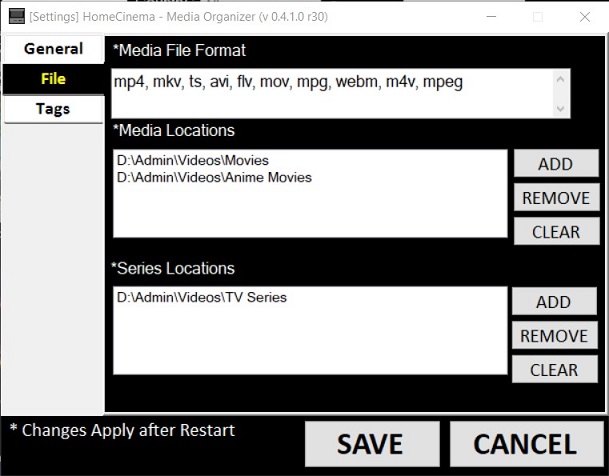 [Settings] HomeCinema - Media Organizer (v 0.4.1.0 r30)
General
File
Tags
*Media File Format
mp4, mkv, ts, avi, flv, mov, mpg, webm, m4v, mpeg
*Media Locations
D:\Admin\Videos\Movies
D:\Admin\Videos\Anime Movies
ADD
REMOVE
CLEAR
*Series Locations
D:\Admin\Videos\TV Series
ADD
REMOVE
CLEAR
* Changes Apply after Restart
SAVE
CANCEL